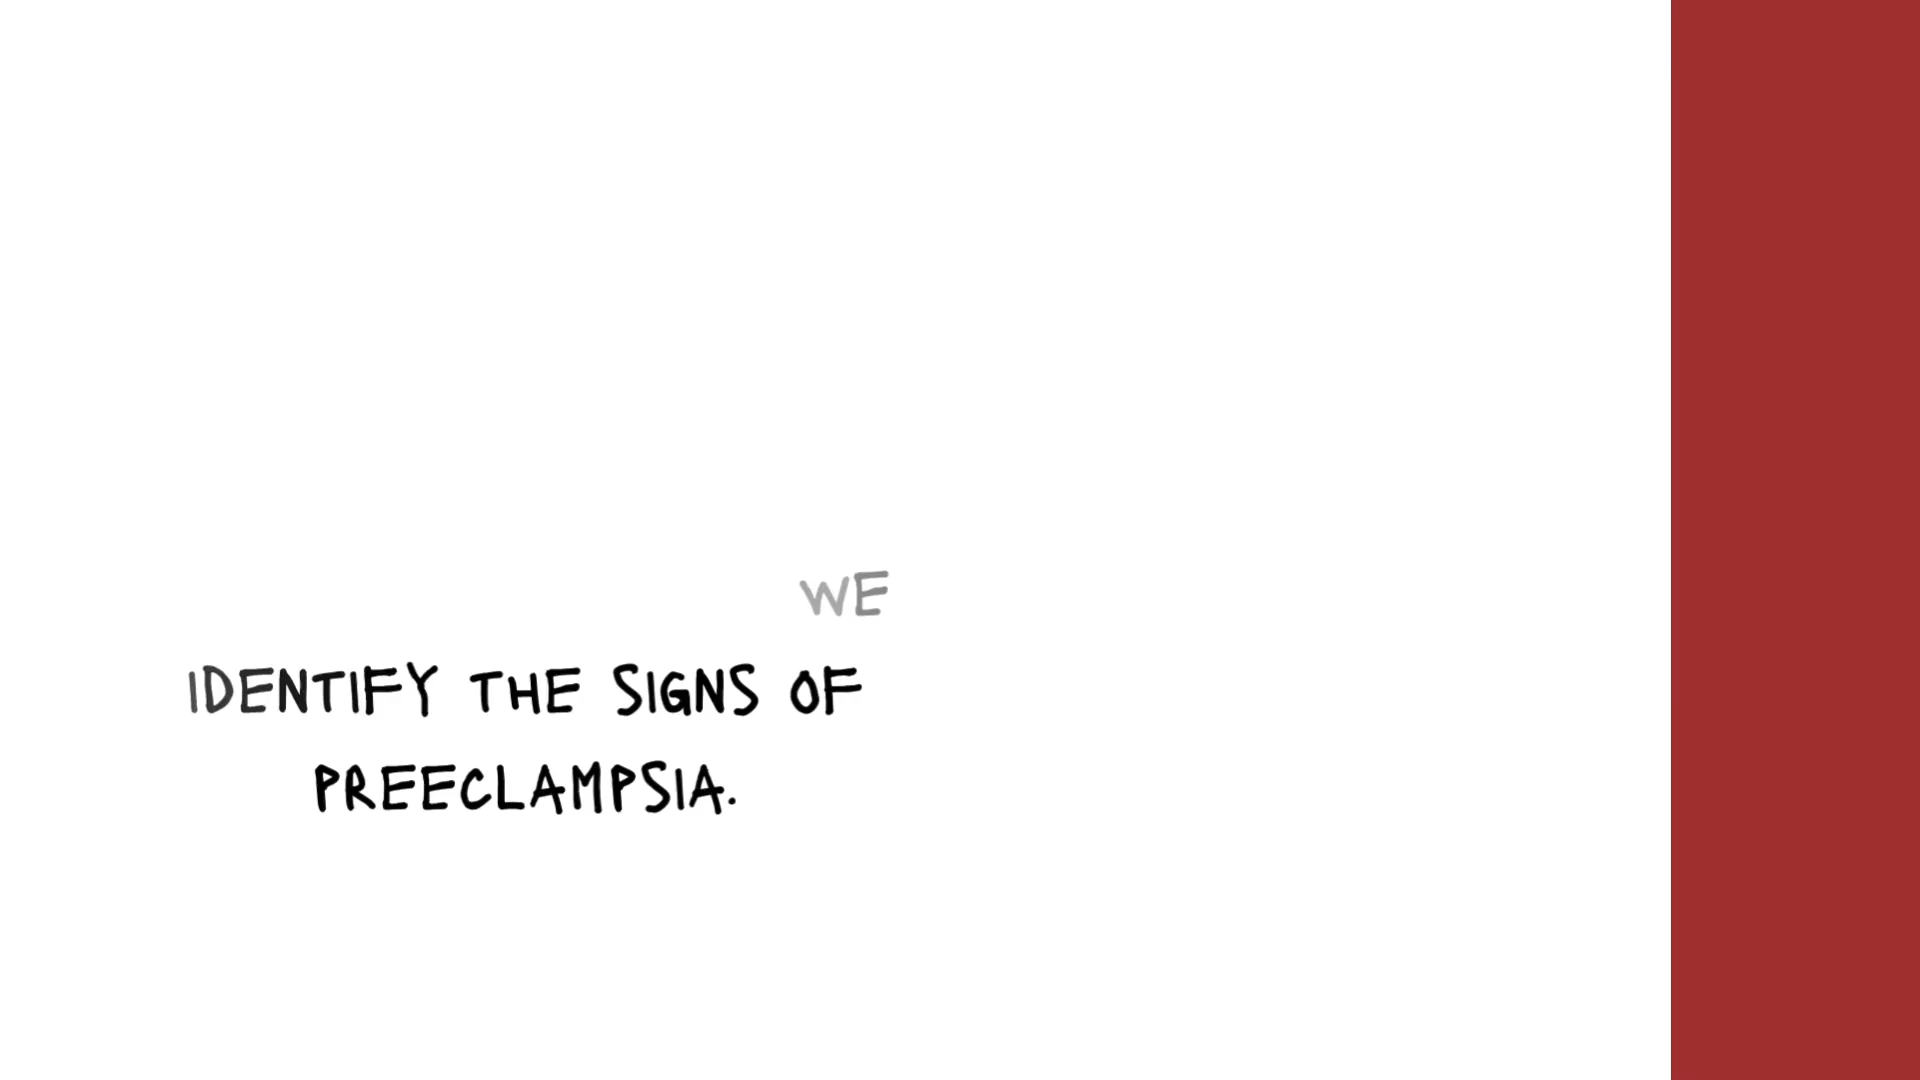 WE
IDENTIFY THE SIGNS OF
PREECLAMPSIA.